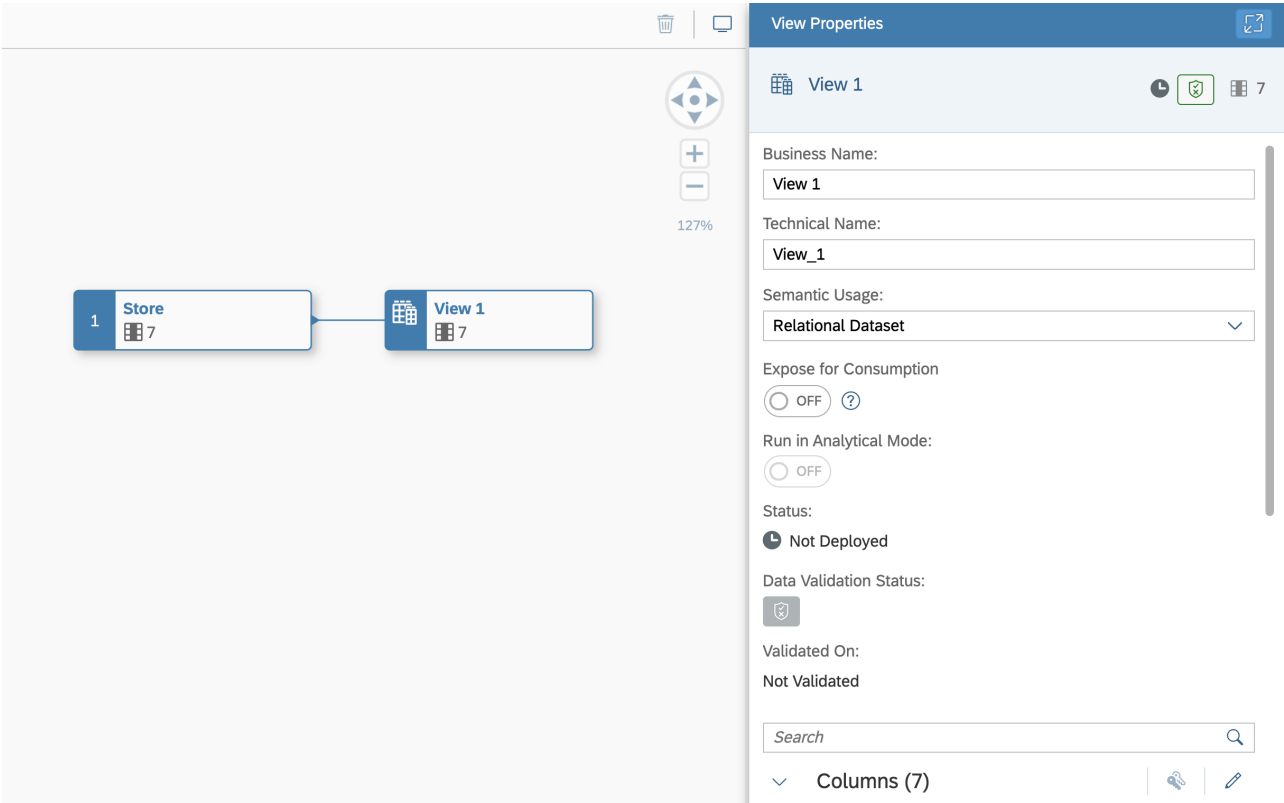 View Properties
View 1
7
127%
1
Store
7
View 1
7
Business Name:
View 1
Technical Name:
View_1
Semantic Usage:
Relational Dataset
Expose for Consumption
OFF ?
Run in Analytical Mode:
OFF
Status:
Not Deployed
Data Validation Status:
Validated On:
Not Validated
Search
Columns (7)